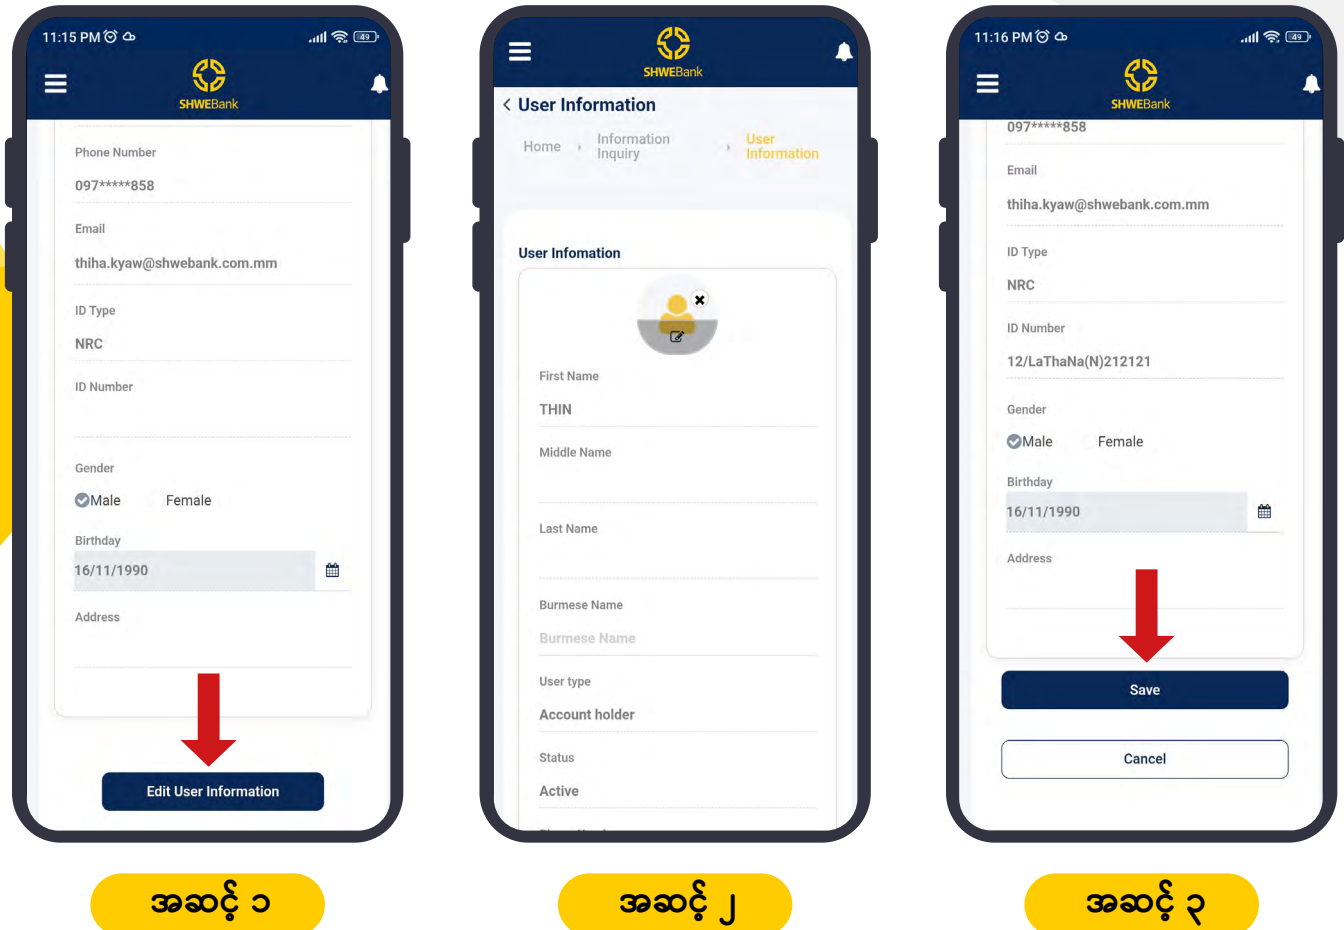 11:15 PM
49
SHWEBank
Phone Number
097*****858
Email
thiha.kyaw@shwebank.com.mm
ID Type
NRC
ID Number
Gender
Male Female
Birthday
16/11/1990
Address
Edit User Information
အဆင့် ၁
SHWEBank
< User Information
Home › Information Inquiry › User Information
User Infomation
First Name
THIN
Middle Name
Last Name
Burmese Name
Burmese Name
User type
Account holder
Status
Active
အဆင့် ၂
11:16 PM
49
SHWEBank
097*****858
Email
thiha.kyaw@shwebank.com.mm
ID Type
NRC
ID Number
12/LaThaNa(N)212121
Gender
Male Female
Birthday
16/11/1990
Address
Save
Cancel
အဆင့် ၃